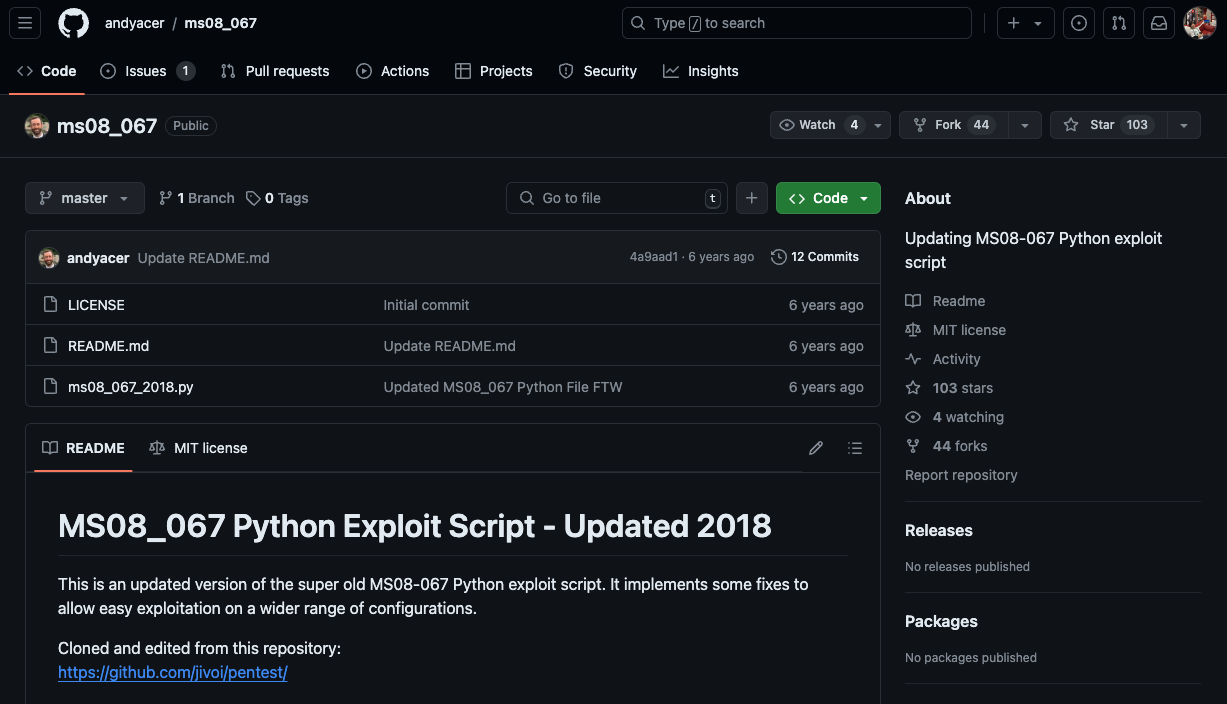 andyacer / ms08_067
Type / to search
Code
Issues 1
Pull requests
Actions
Projects
Security
Insights
ms08_067 Public
Watch 4
Fork 44
Star 103
master
1 Branch
0 Tags
Go to file t
Code
andyacer Update README.md 4a9aad1 · 6 years ago 12 Commits
LICENSE Initial commit 6 years ago
README.md Update README.md 6 years ago
ms08_067_2018.py Updated MS08_067 Python File FTW 6 years ago
README MIT license
MS08_067 Python Exploit Script - Updated 2018
This is an updated version of the super old MS08-067 Python exploit script. It implements some fixes to
allow easy exploitation on a wider range of configurations.
Cloned and edited from this repository:
https://github.com/jivoi/pentest/
About
Updating MS08-067 Python exploit
script
Readme
MIT license
Activity
103 stars
4 watching
44 forks
Report repository
Releases
No releases published
Packages
No packages published